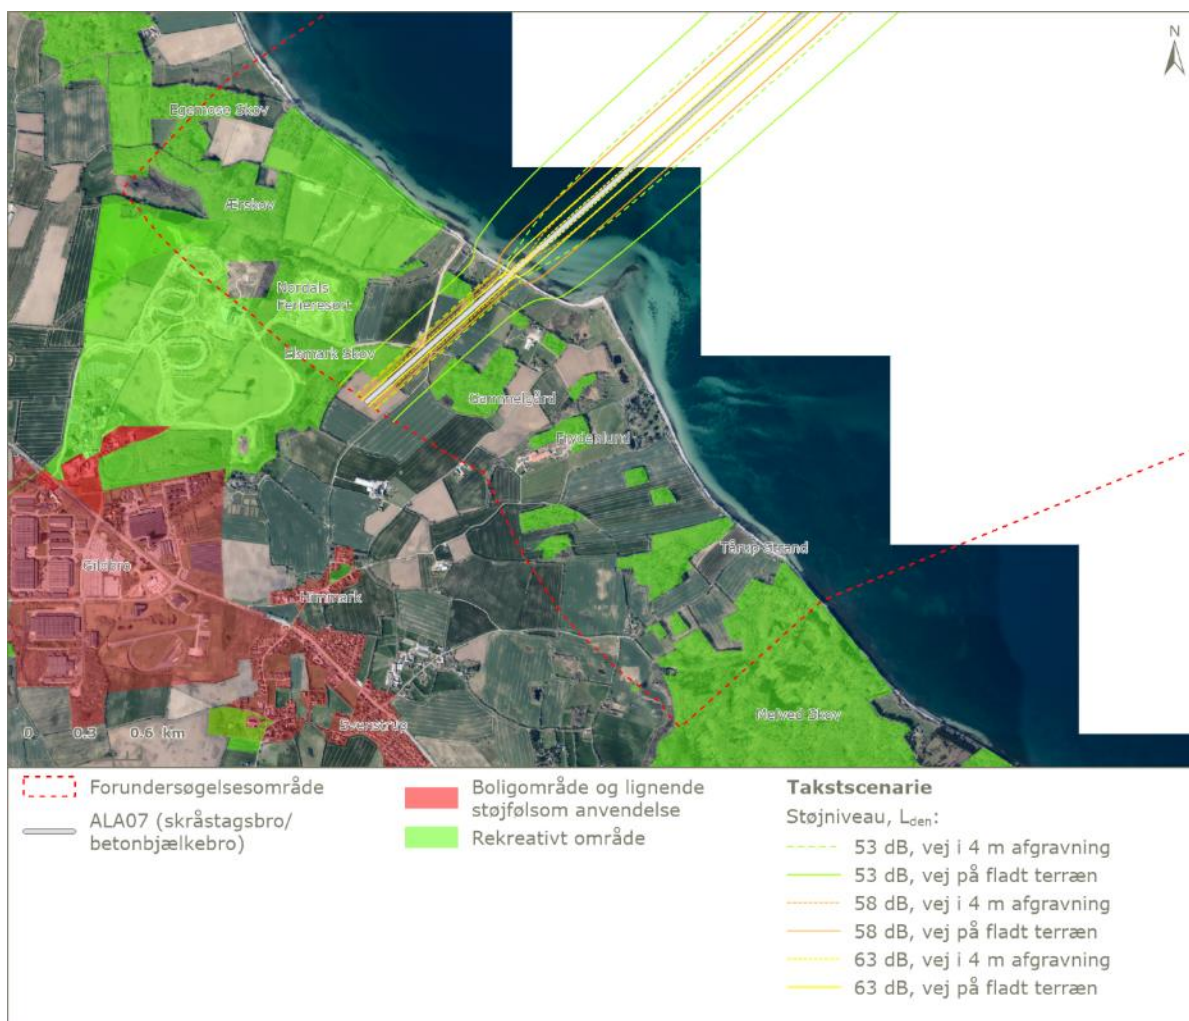 N
Egemose Skov
Ærskov
Nordals
Ferieresort
Elsmark Skov
Gammelgård
Frydendal
Tårup Strand
Himmark
Svenstrup
Melved Skov
0 0.3 0.6 km
Forundersøgelsesområde
ALA07 (skråstagsbro/
betonbjælkebro)
Boligområde og lignende
støjfølsom anvendelse
Rekreativt område
Takstscenarie
Støjniveau, Lden:
53 dB, vej i 4 m afgravning
53 dB, vej på fladt terræn
58 dB, vej i 4 m afgravning
58 dB, vej på fladt terræn
63 dB, vej i 4 m afgravning
63 dB, vej på fladt terræn